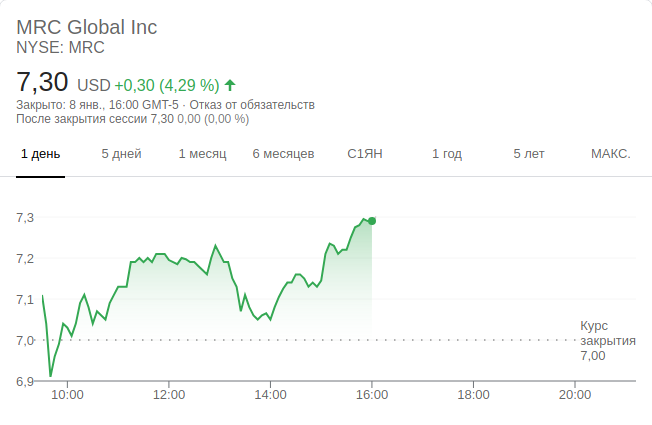 MRC Global Inc
NYSE: MRC
7,30 USD +0,30 (4,29 %)
Закрыто: 8 янв., 16:00 GMT-5 · Отказ от обязательств
После закрытия сессии 7,30 0,00 (0,00 %)
1 день 5 дней 1 месяц 6 месяцев С1ЯН 1 год 5 лет МАКС.
7,3
7,2
7,1
7,0
6,9
Курс
закрытия
7,00
10:00 12:00 14:00 16:00 18:00 20:00